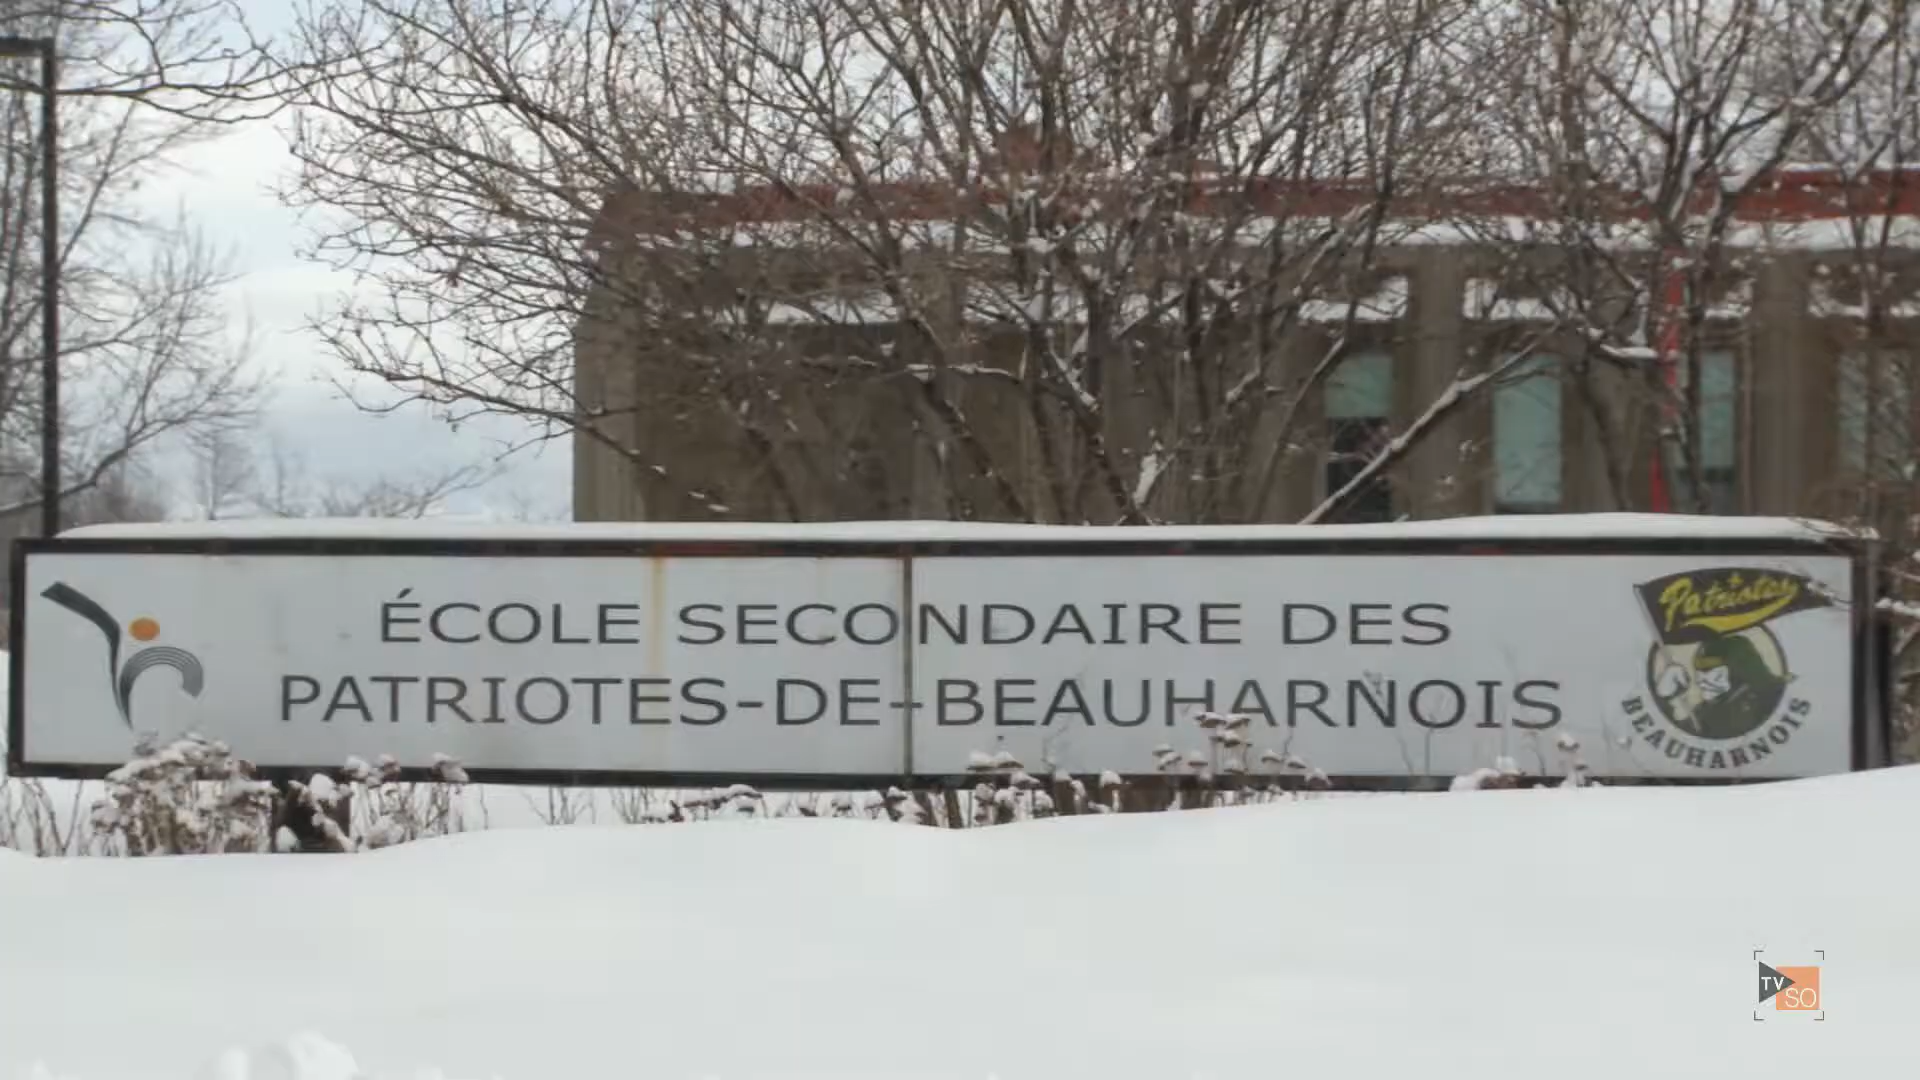 ÉCOLE SECONDAIRE DES
PATRIOTES-DE-BEAUHARNOIS
Patriotes
BEAUHARNOIS
TV
SO